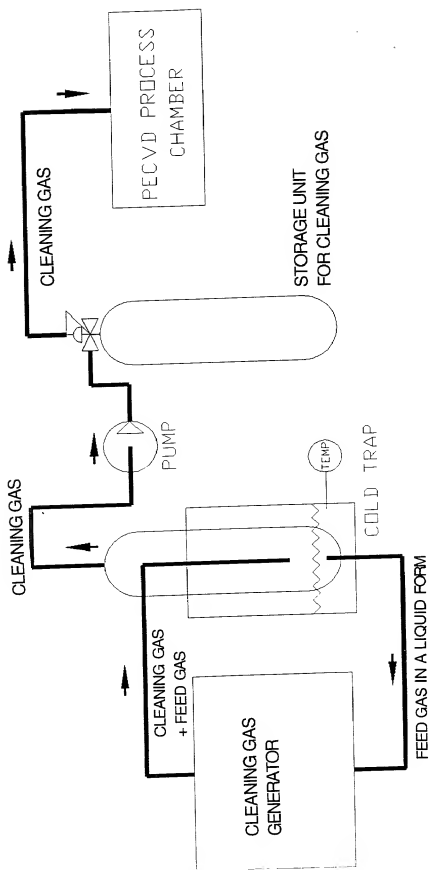 CLEANING GAS
GENERATOR
CLEANING GAS
+ FEED GAS
FEED GAS IN A LIQUID FORM
COLD TRAP
TEMP
CLEANING GAS
PUMP
STORAGE UNIT
FOR CLEANING GAS
CLEANING GAS
PECVD PROCESS
CHAMBER